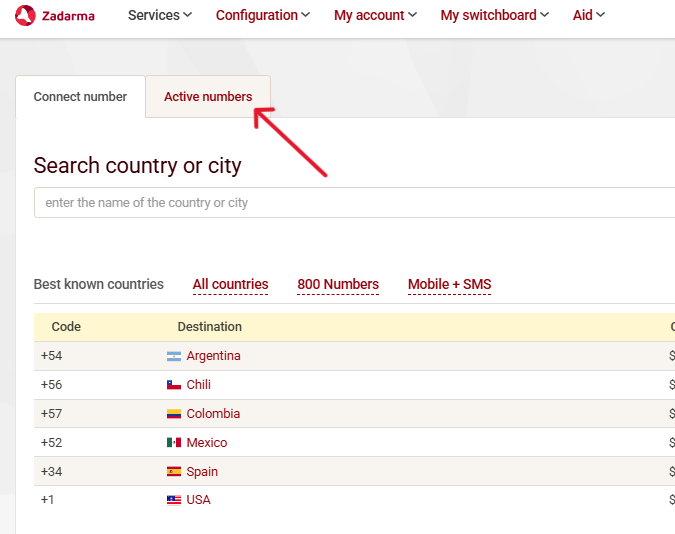 Zadarma Services Configuration My account My switchboard Aid
Connect number Active numbers
Search country or city
enter the name of the country or city
Best known countries All countries 800 Numbers Mobile + SMS
Code Destination
+54 Argentina $
+56 Chili $
+57 Colombia $
+52 Mexico $
+34 Spain $
+1 USA $